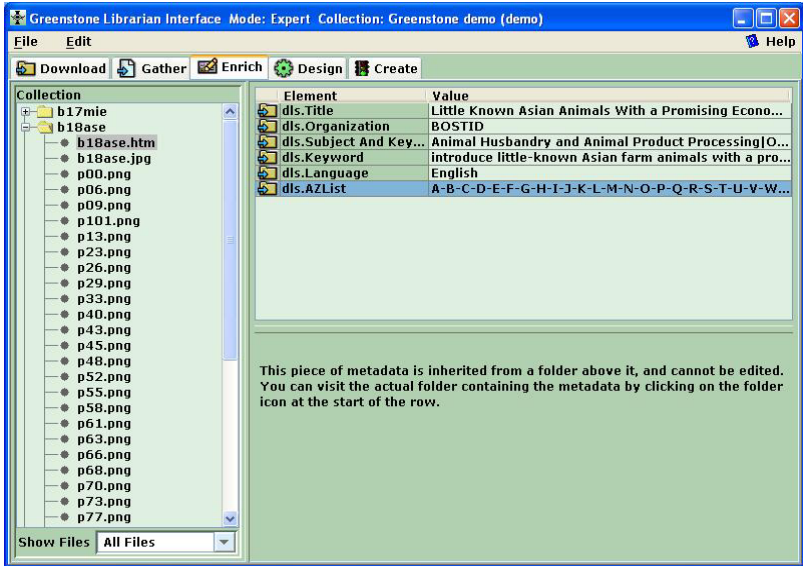 Greenstone Librarian Interface Mode: Expert Collection: Greenstone demo (demo)
File Edit Help
Download Gather Enrich Design Create
Collection
b17mie
b18ase
b18ase.htm
b18ase.jpg
p00.png
p06.png
p09.png
p101.png
p13.png
p23.png
p26.png
p29.png
p33.png
p40.png
p43.png
p45.png
p48.png
p52.png
p55.png
p58.png
p61.png
p63.png
p66.png
p68.png
p70.png
p73.png
p77.png
Show Files All Files
Element Value
dls.Title Little Known Asian Animals With a Promising Econo...
dls.Organization BOSTID
dls.Subject And Key... Animal Husbandry and Animal Product Processing|O...
dls.Keyword introduce little-known Asian farm animals with a pro...
dls.Language English
dls.AZList A-B-C-D-E-F-G-H-I-J-K-L-M-N-O-P-Q-R-S-T-U-V-W...
This piece of metadata is inherited from a folder above it, and cannot be edited.
You can visit the actual folder containing the metadata by clicking on the folder
icon at the start of the row.